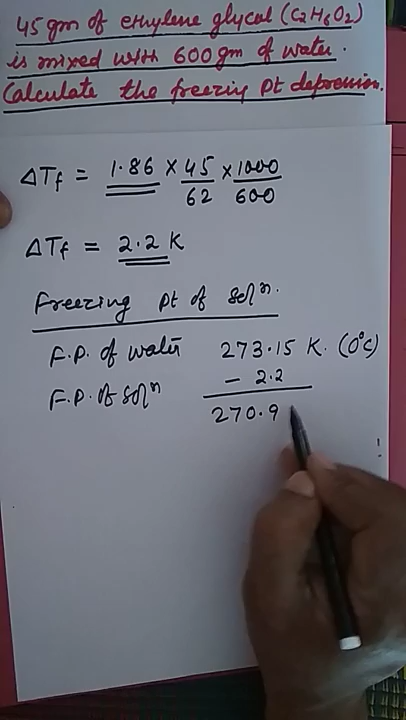 45 gm of ethylene glycol (C₂H₆O₂)
is mixed with 600gm of water.
Calculate the freezing pt depression.
ΔTf = 1.86 × 45/62 × 1000/600
ΔTf = 2.2 K
Freezing pt of solⁿ.
F.P. of water 273.15 K. (0°C)
- 2.2
F.P. of solⁿ
270.9